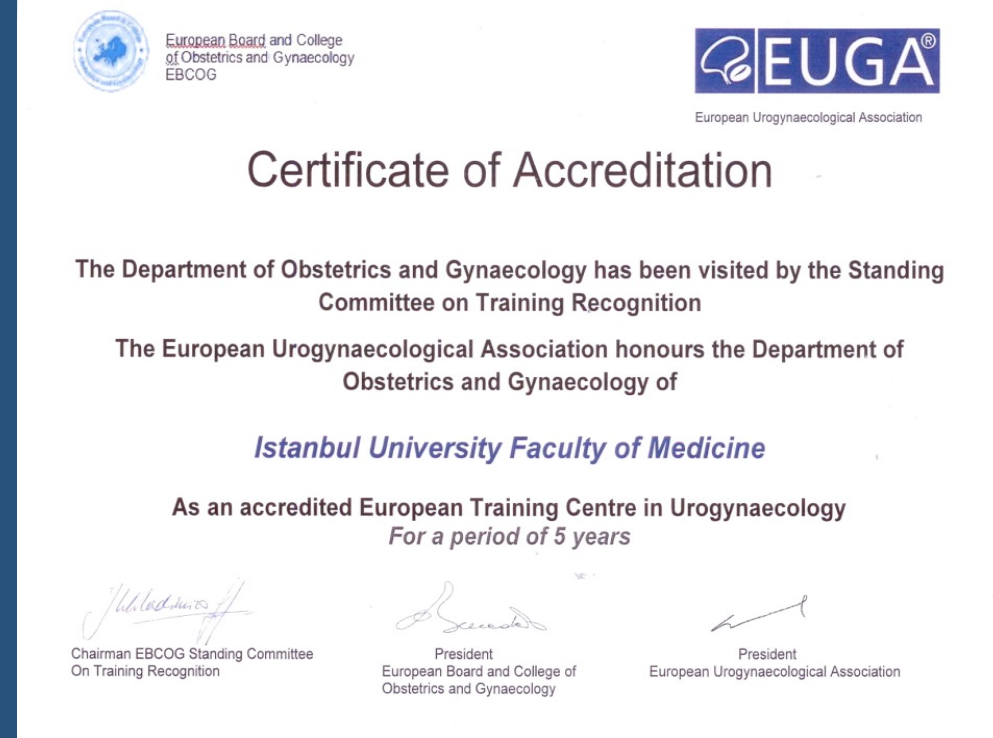 European Board and College
of Obstetrics and Gynaecology
EBCOG
EUGA®
European Urogynaecological Association
Certificate of Accreditation
The Department of Obstetrics and Gynaecology has been visited by the Standing
Committee on Training Recognition
The European Urogynaecological Association honours the Department of
Obstetrics and Gynaecology of
Istanbul University Faculty of Medicine
As an accredited European Training Centre in Urogynaecology
For a period of 5 years
Chairman EBCOG Standing Committee
On Training Recognition
President
European Board and College of
Obstetrics and Gynaecology
President
European Urogynaecological Association